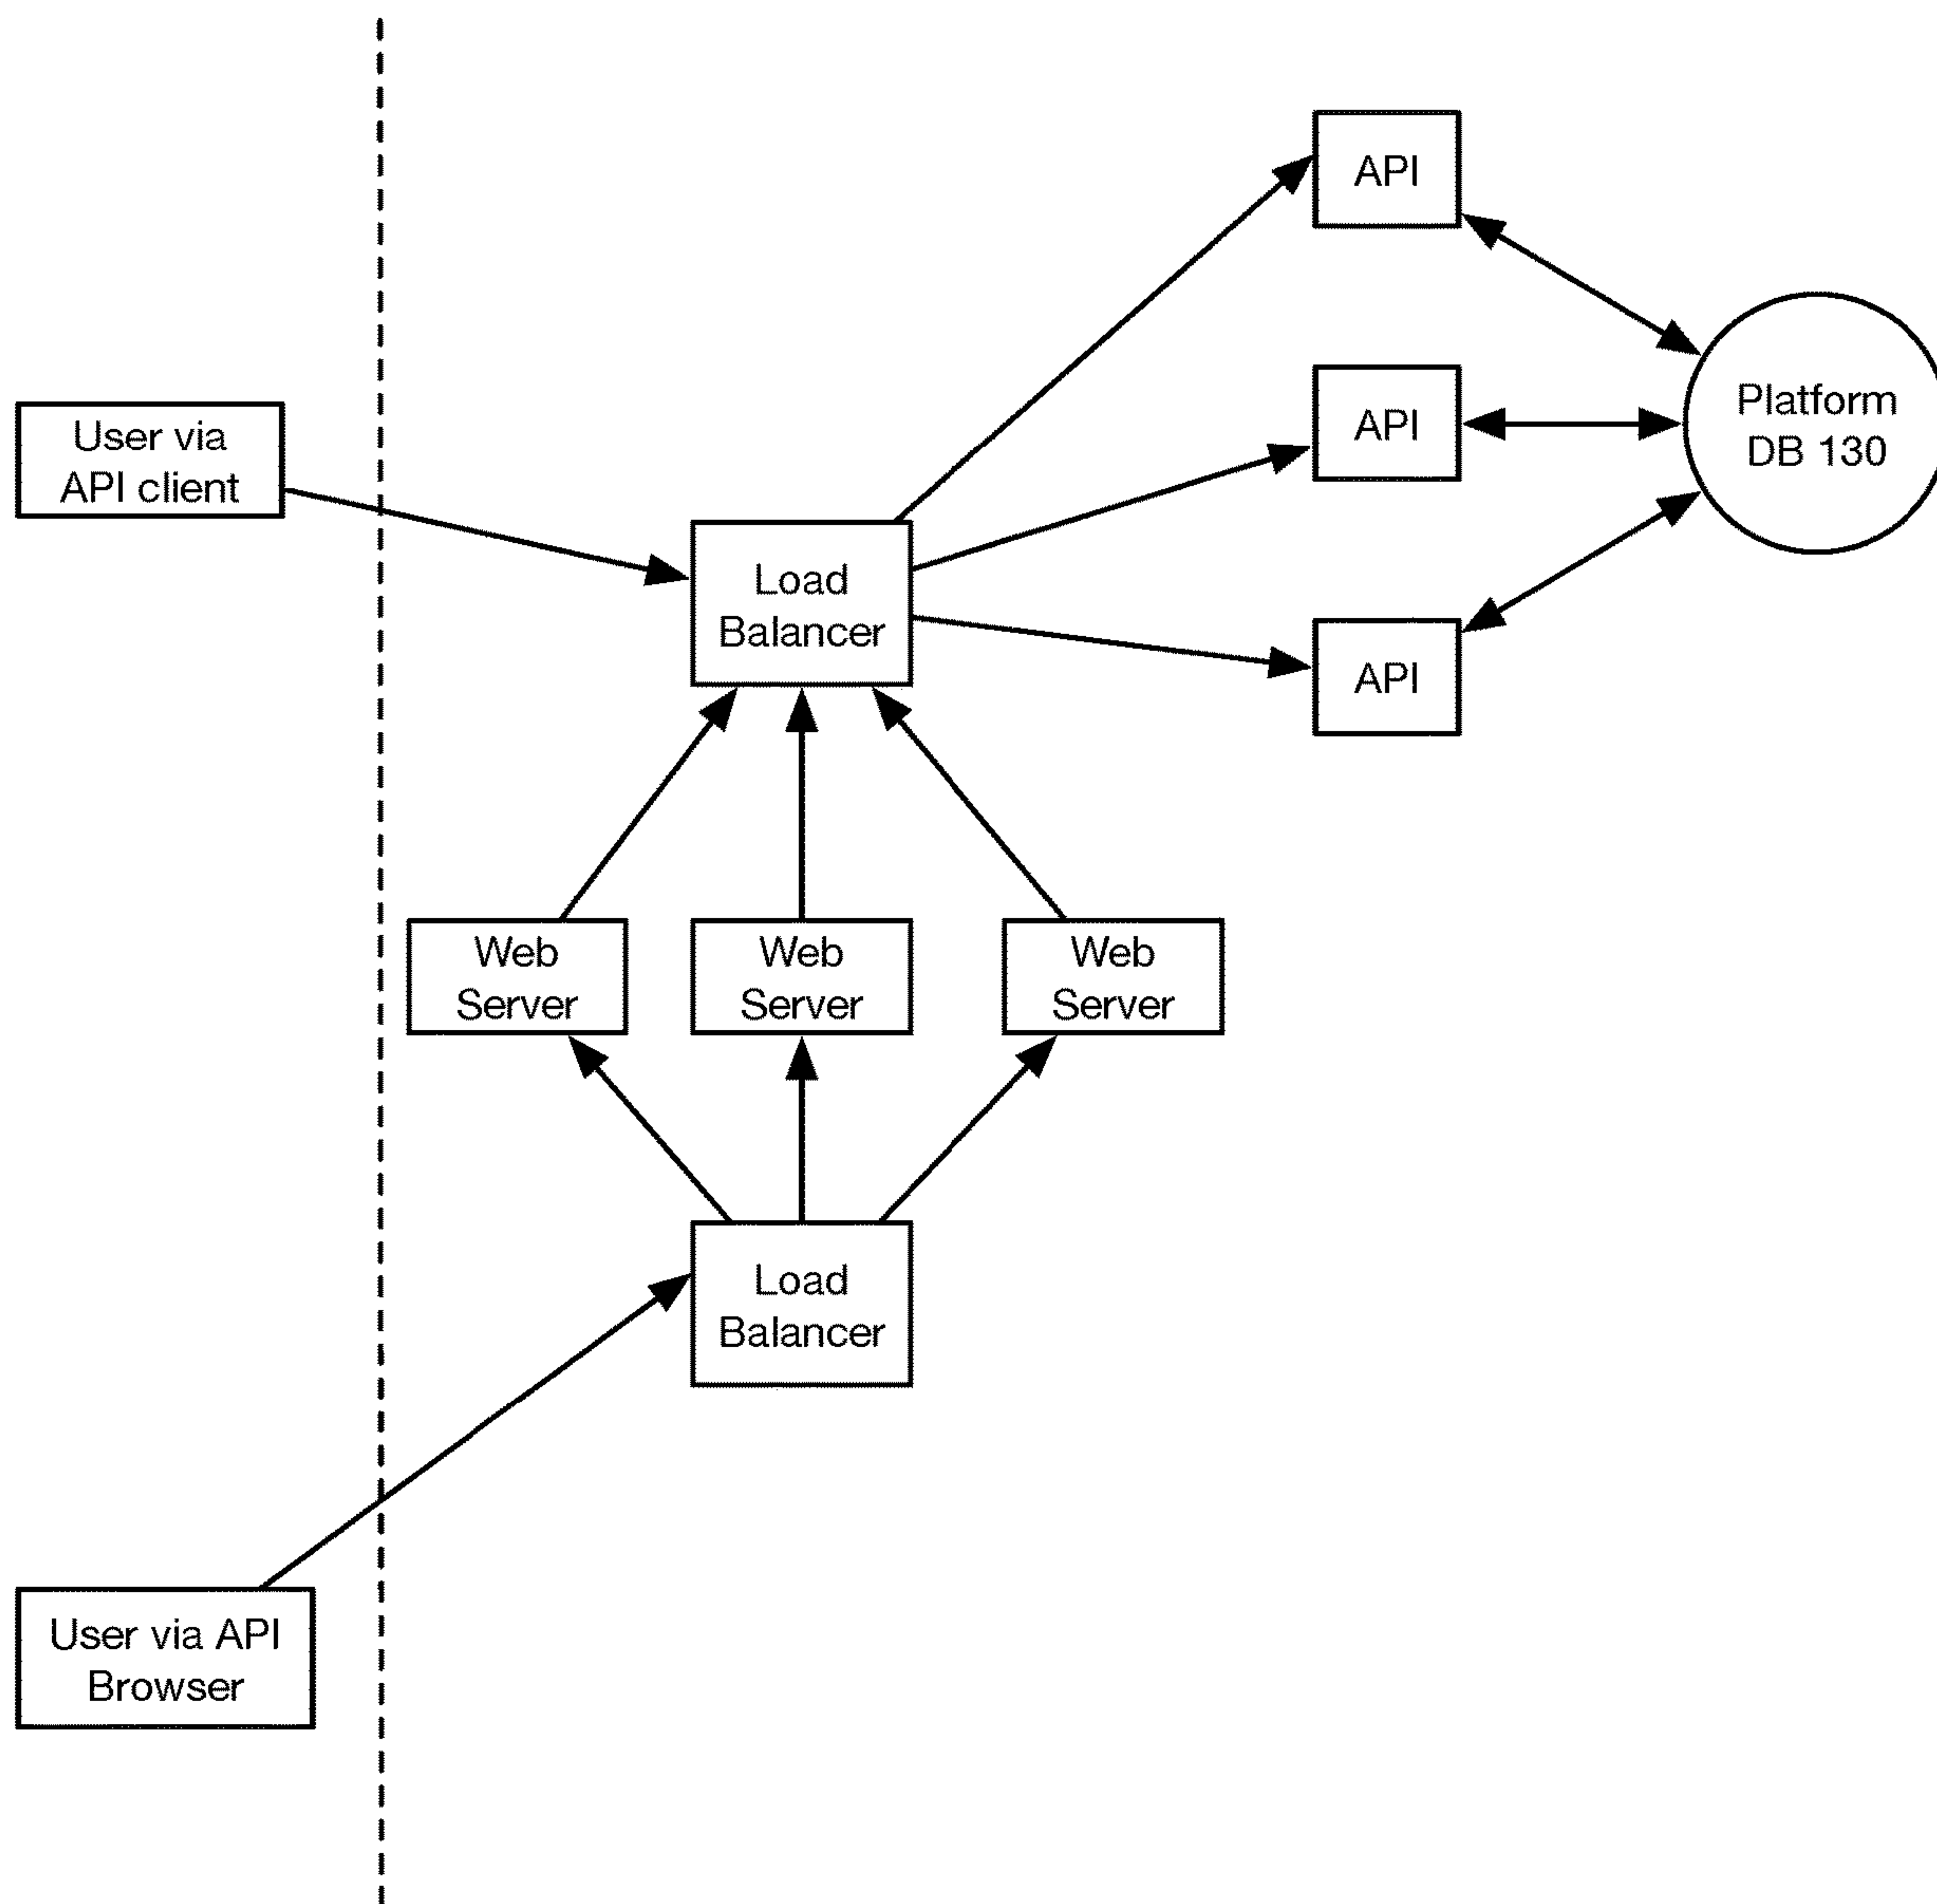 API
User via
API client
API
Platform
DB 130
Load
Balancer
API
Web
Server
Web
Server
Web
Server
Load
Balancer
User via API
Browser